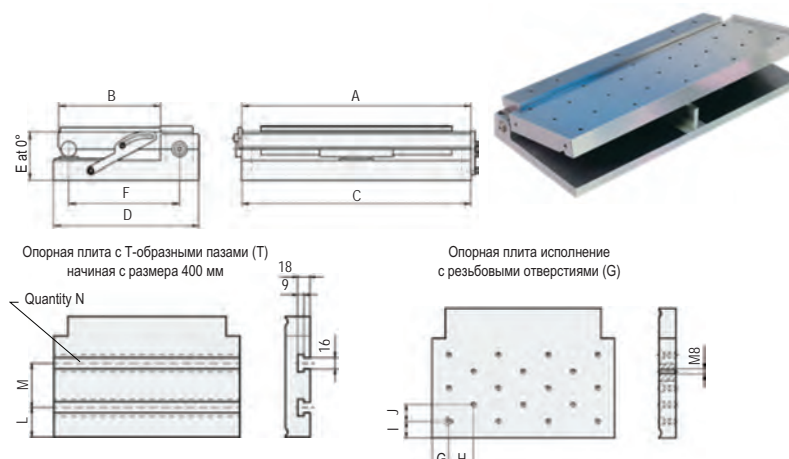 B
A
E at 0°
F
D
C
Опорная плита с Т-образными пазами (T)
начиная с размера 400 мм
Опорная плита исполнение
с резьбовыми отверстиями (G)
18
9
Quantity N
16
M
L
M8
J
I
G
H